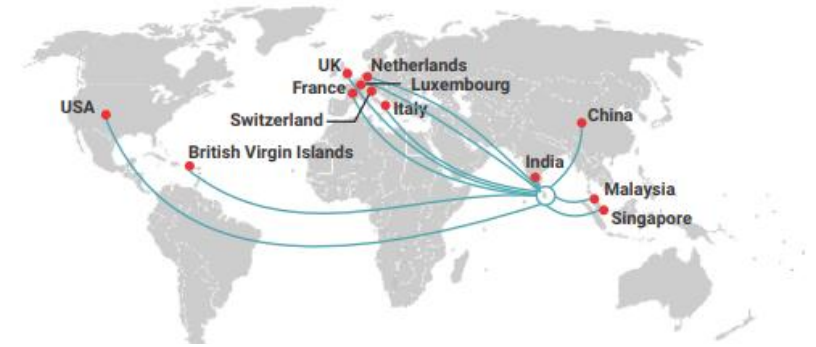 UK
Netherlands
France
Luxembourg
USA
Switzerland
Italy
China
British Virgin Islands
India
Malaysia
Singapore